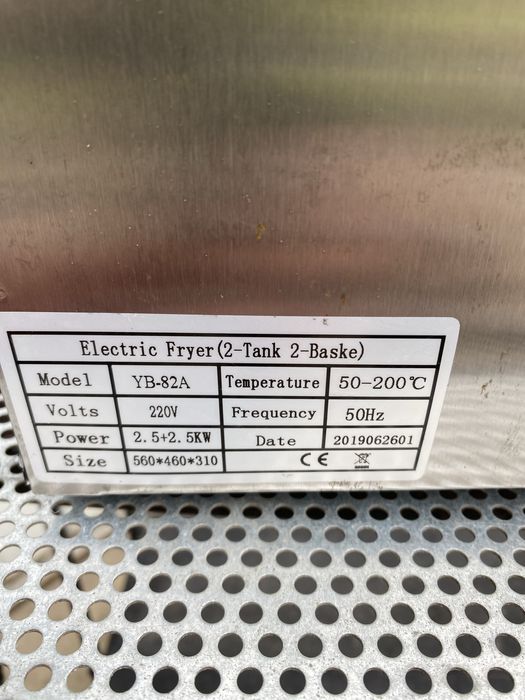 Electric Fryer(2-Tank 2-Baske)
Model YB-82A Temperature 50-200℃
Volts 220V Frequency 50Hz
Power 2.5+2.5KW Date 2019062601
Size 560*460*310 CE